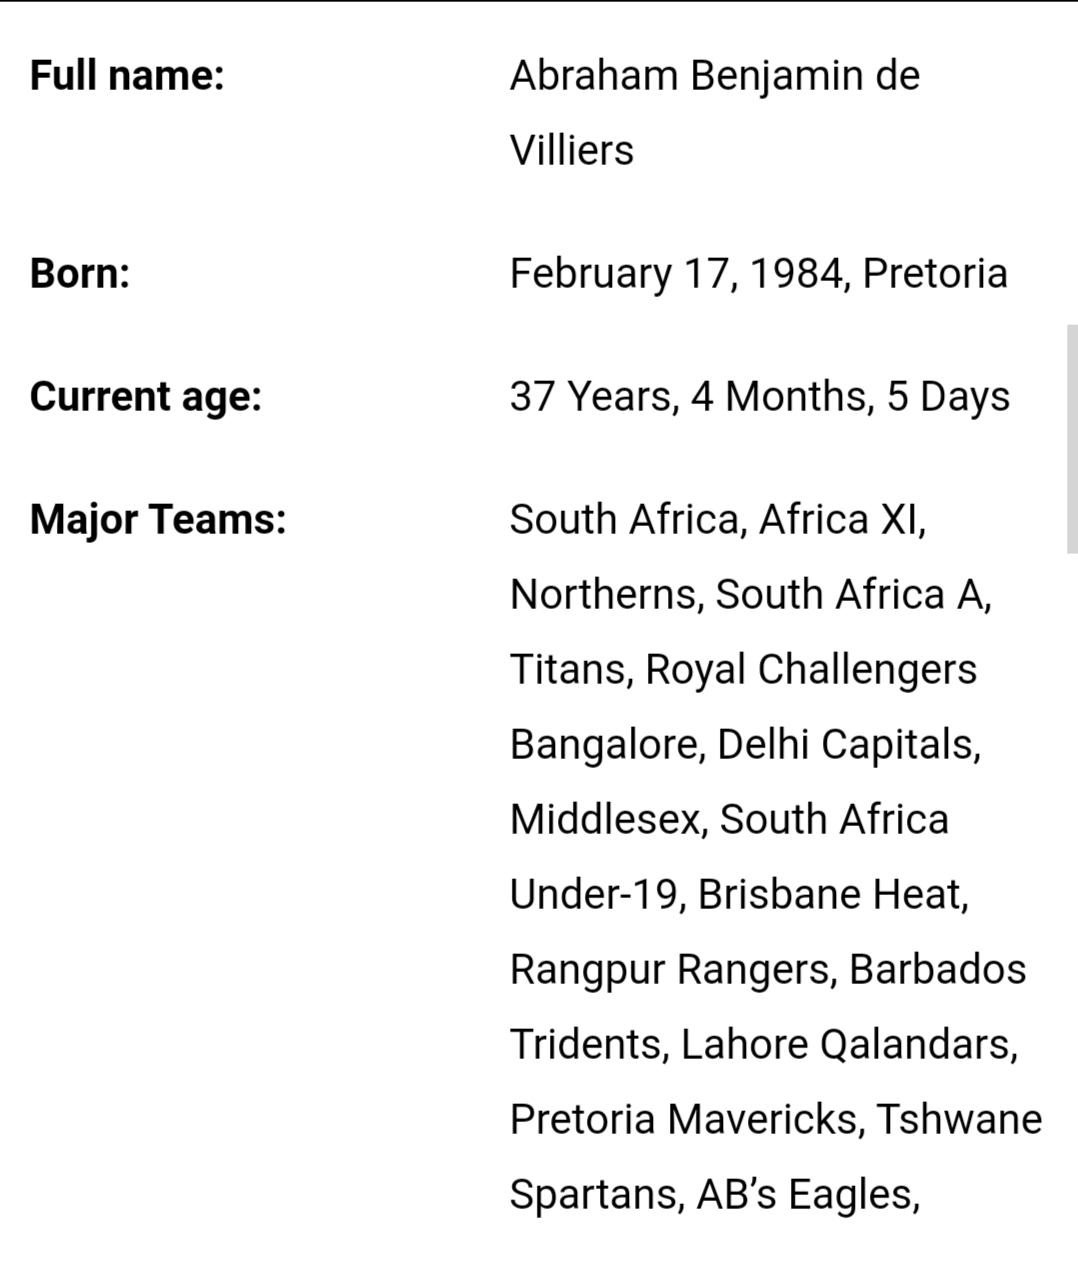 Full name: Abraham Benjamin de
Villiers
Born: February 17, 1984, Pretoria
Current age: 37 Years, 4 Months, 5 Days
Major Teams: South Africa, Africa XI,
Northerns, South Africa A,
Titans, Royal Challengers
Bangalore, Delhi Capitals,
Middlesex, South Africa
Under-19, Brisbane Heat,
Rangpur Rangers, Barbados
Tridents, Lahore Qalandars,
Pretoria Mavericks, Tshwane
Spartans, AB’s Eagles,